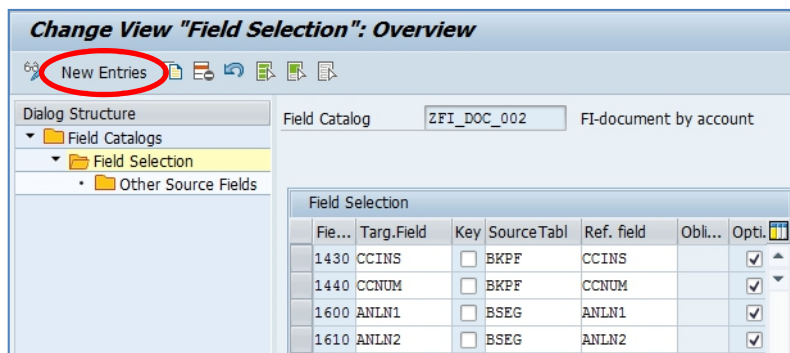 Change View "Field Selection": Overview
New Entries
Dialog Structure
Field Catalogs
Field Selection
Other Source Fields
Field Catalog ZFI_DOC_002 FI-document by account
Field Selection
Fie... Targ.Field Key SourceTabl Ref. field Obli... Opti.
1430 CCINS BKPF CCINS
1440 CCNUM BKPF CCNUM
1600 ANLN1 BSEG ANLN1
1610 ANLN2 BSEG ANLN2